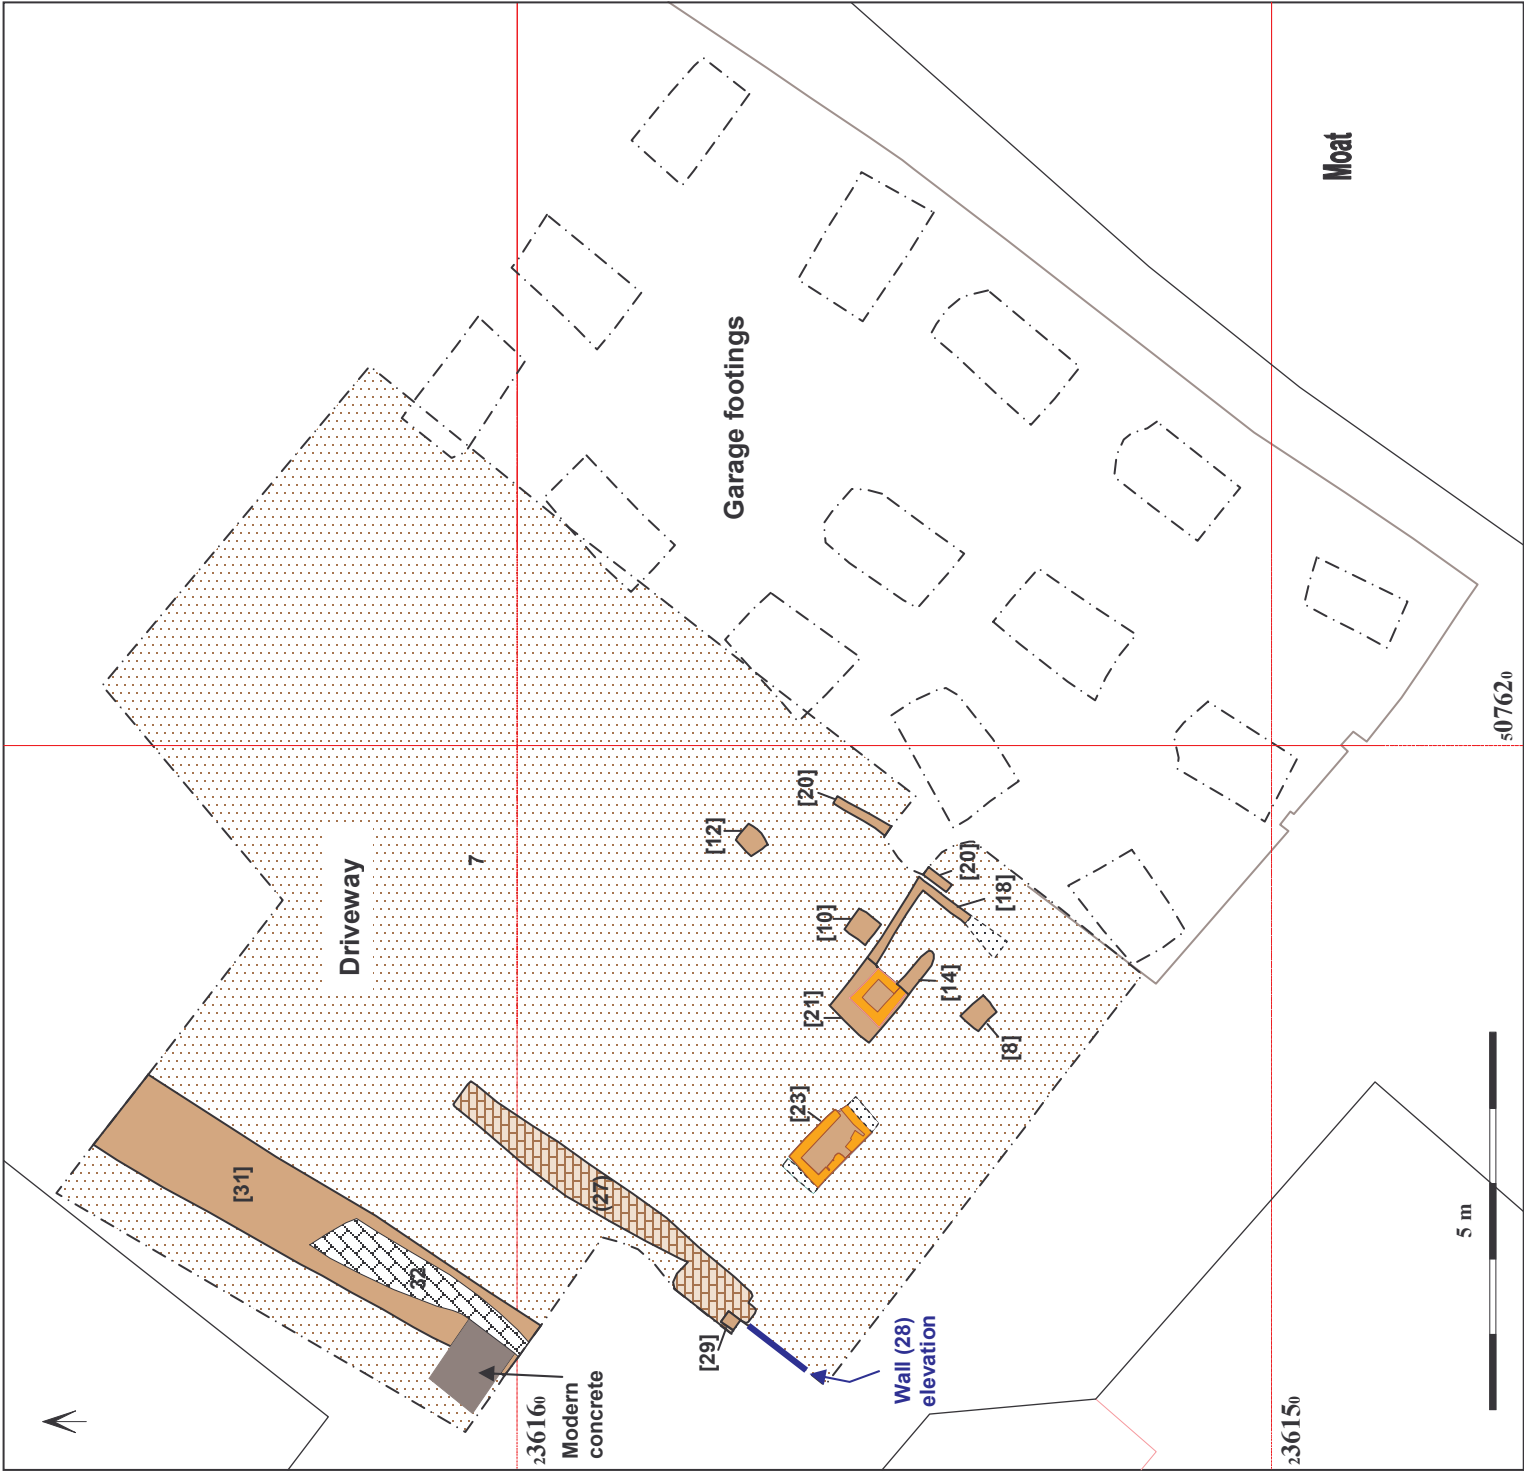 Moat
Garage footings
Driveway
7
[20]
[12]
[20]
[18]
[10]
[14]
[21]
[8]
[23]
[31]
(27)
32
[29]
Wall (28)
elevation
Modern
concrete
5 m
236160
236150
507620